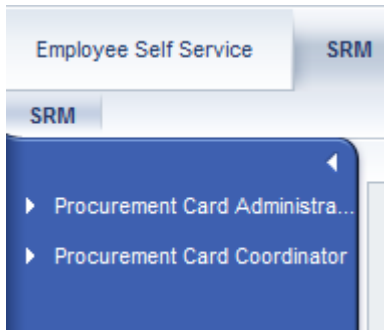 Employee Self Service SRM
SRM
Procurement Card Administra...
Procurement Card Coordinator